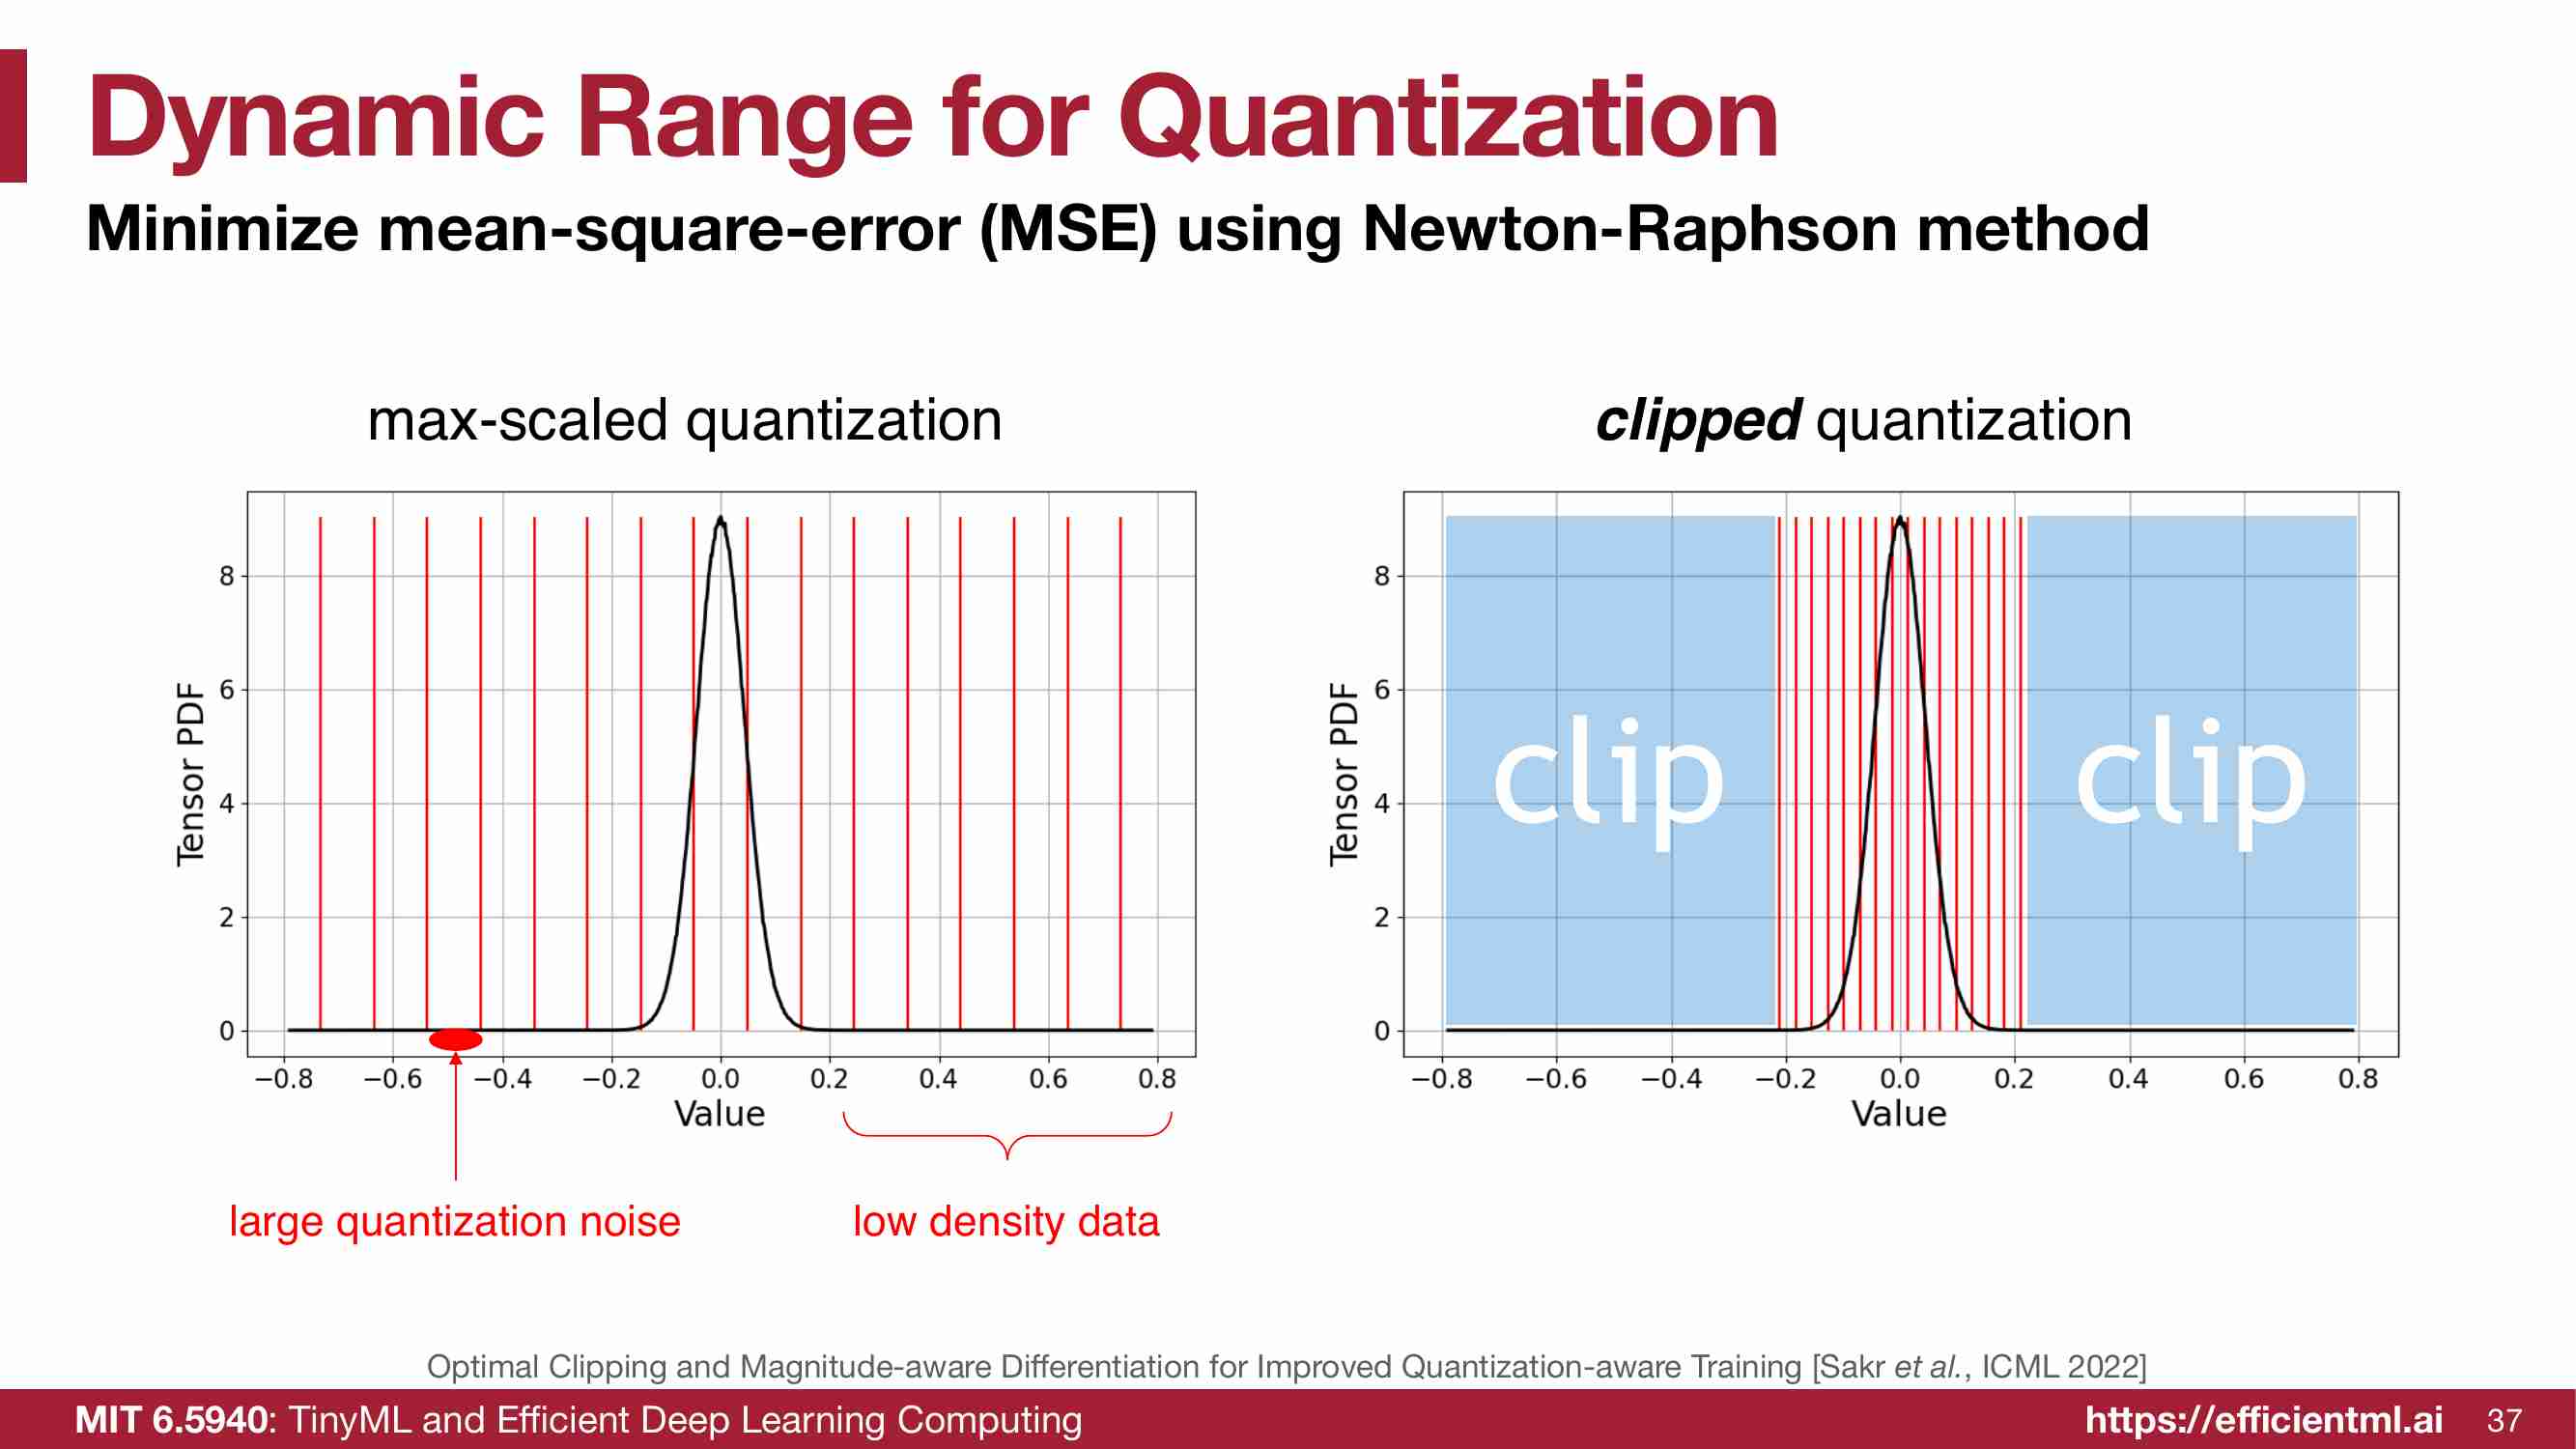 Dynamic Range for Quantization
Minimize mean-square-error (MSE) using Newton-Raphson method
max-scaled quantization
8
6
4
2
0
Tensor PDF
−0.8 −0.6 −0.4 −0.2 0.0 0.2 0.4 0.6 0.8
Value
large quantization noise
low density data
clipped quantization
8
6
4
2
0
Tensor PDF
clip
clip
−0.8 −0.6 −0.4 −0.2 0.0 0.2 0.4 0.6 0.8
Value
Optimal Clipping and Magnitude-aware Differentiation for Improved Quantization-aware Training [Sakr et al., ICML 2022]
MIT 6.5940: TinyML and Efficient Deep Learning Computing
https://efficientml.ai
37